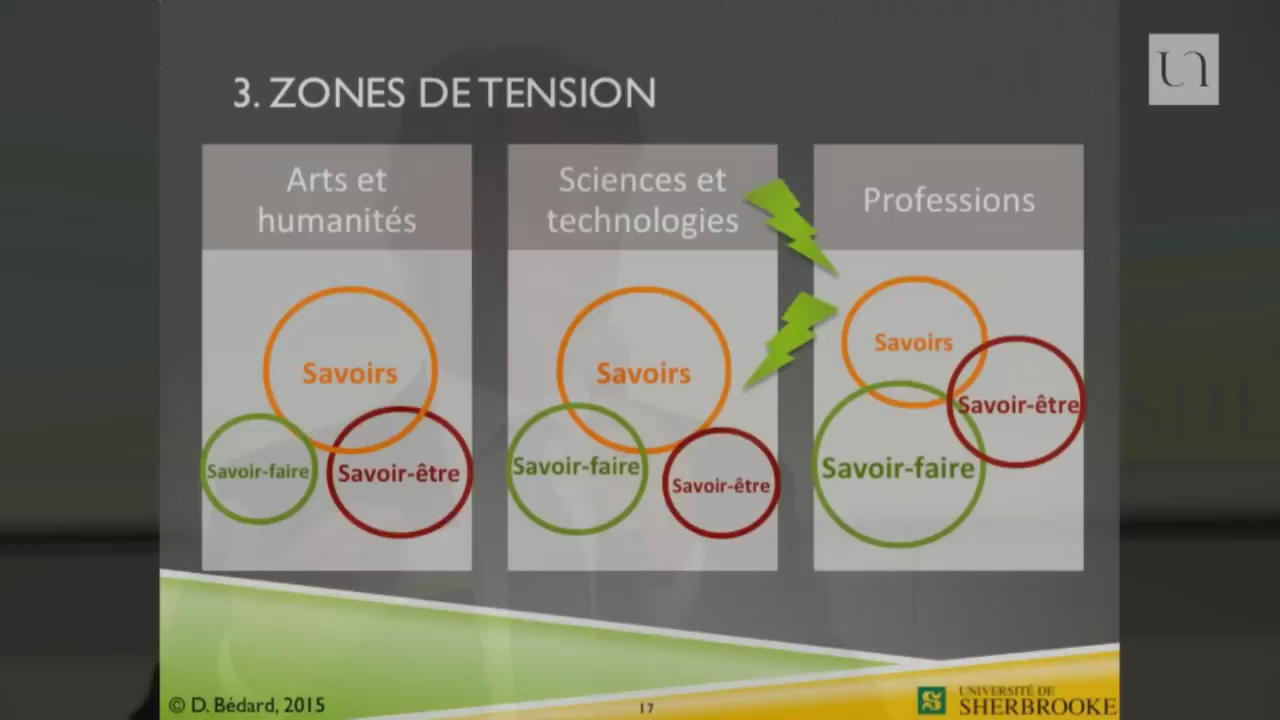 3. ZONES DE TENSION
Arts et
humanités
Savoirs
Savoir-faire
Savoir-être
Sciences et
technologies
Savoirs
Savoir-faire
Savoir-être
Professions
Savoirs
Savoir-être
Savoir-faire
© D. Bédard, 2015
17
UNIVERSITÉ DE
SHERBROOKE